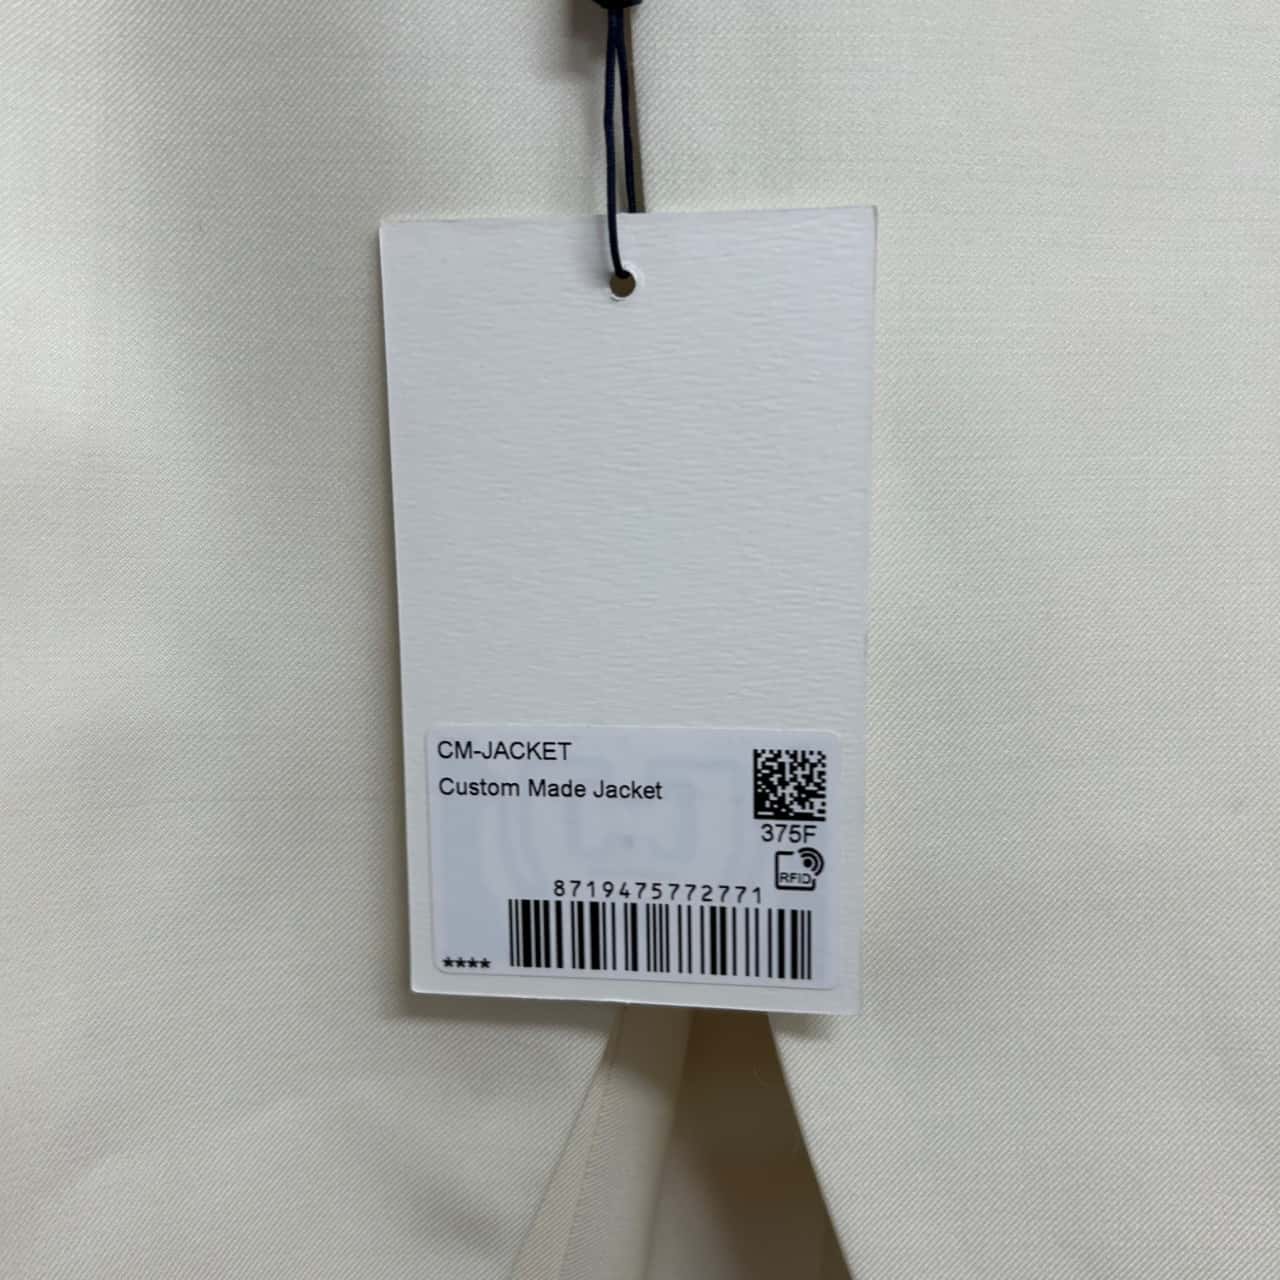 CM-JACKET
Custom Made Jacket
375F
RFID
8719475772771
****